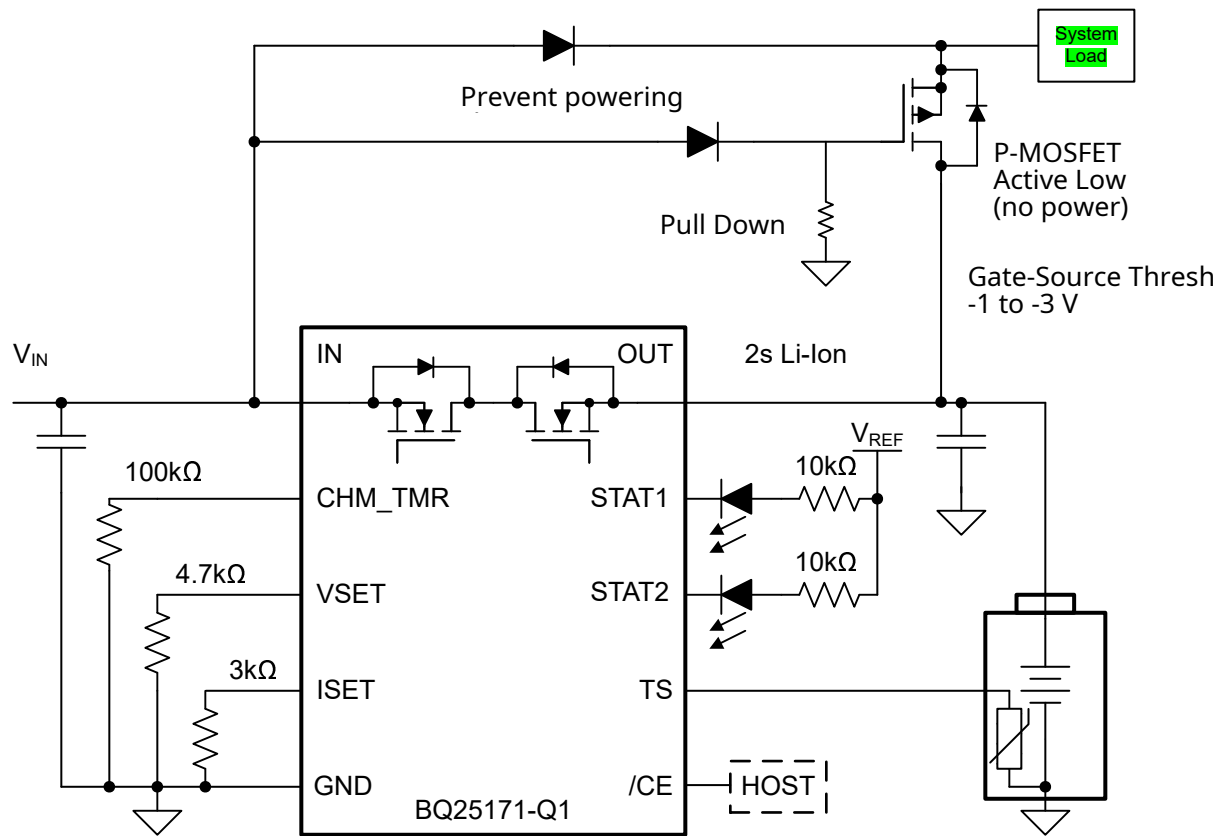 System
Load
Prevent powering
P-MOSFET
Active Low
(no power)
Pull Down
Gate-Source Thresh
-1 to -3 V
V_IN
IN
OUT
2s Li-Ion
V_REF
100kΩ
10kΩ
CHM_TMR
STAT1
4.7kΩ
10kΩ
VSET
STAT2
3kΩ
ISET
TS
GND
/CE
HOST
BQ25171-Q1